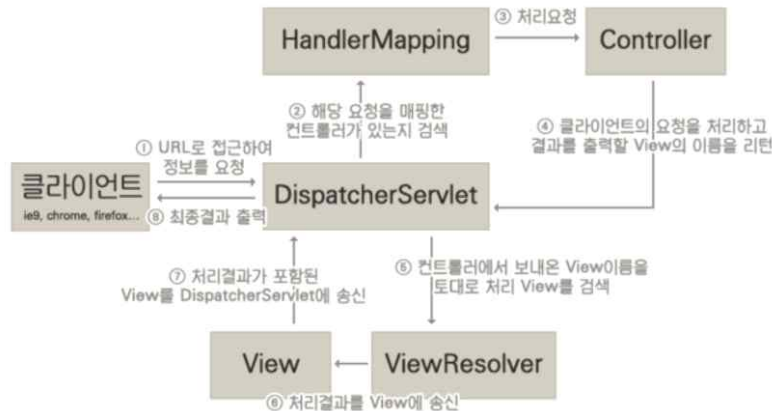 HandlerMapping
③ 처리요청
Controller
② 해당 요청을 매핑한
컨트롤러가 있는지 검색
④ 클라이언트의 요청을 처리하고
결과를 출력할 View의 이름을 리턴
① URL로 접근하여
정보를 요청
클라이언트
ie9, chrome, firefox...
DispatcherServlet
⑧ 최종결과 출력
⑦ 처리결과가 포함된
View를 DispatcherServlet에 송신
⑤ 컨트롤러에서 보내온 View이름을
토대로 처리 View를 검색
View
ViewResolver
⑥ 처리결과를 View에 송신